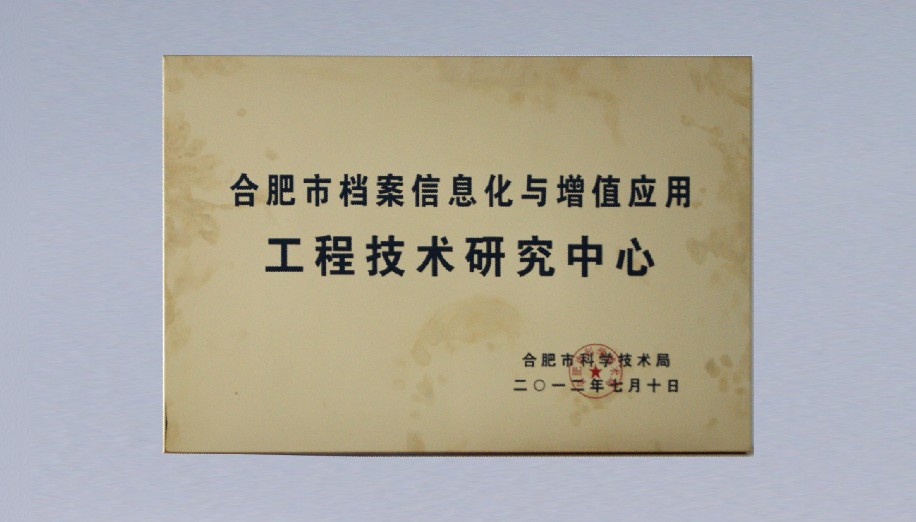 合肥市档案信息化与增值应用
工程技术研究中心
合肥市科学技术局
二〇一二年七月十日